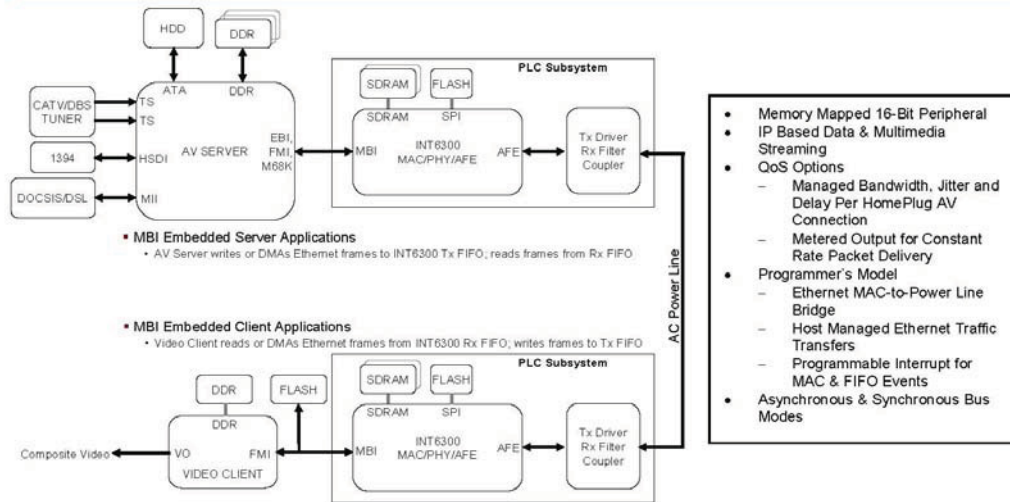 HDD
DDR
ATA
DDR
CATV/DBS
TUNER
TS
TS
1394
HSDI
DOCSIS/DSL
MII
AV SERVER
EBI,
FMI,
M68K
PLC Subsystem
SDRAM
FLASH
SDRAM
SPI
MBI
INT6300
MAC/PHY/AFE
AFE
Tx Driver
Rx Filter
Coupler
▪ MBI Embedded Server Applications
• AV Server writes or DMAs Ethernet frames to INT6300 Tx FIFO; reads frames from Rx FIFO
AC Power Line
▪ MBI Embedded Client Applications
• Video Client reads or DMAs Ethernet frames from INT6300 Rx FIFO; writes frames to Tx FIFO
PLC Subsystem
DDR
FLASH
DDR
Composite Video
VO
FMI
VIDEO CLIENT
SDRAM
FLASH
SDRAM
SPI
MBI
INT6300
MAC/PHY/AFE
AFE
Tx Driver
Rx Filter
Coupler
• Memory Mapped 16-Bit Peripheral
• IP Based Data & Multimedia
Streaming
• QoS Options
– Managed Bandwidth, Jitter and
Delay Per HomePlug AV
Connection
– Metered Output for Constant
Rate Packet Delivery
• Programmer's Model
– Ethernet MAC-to-Power Line
Bridge
– Host Managed Ethernet Traffic
Transfers
– Programmable Interrupt for
MAC & FIFO Events
• Asynchronous & Synchronous Bus
Modes